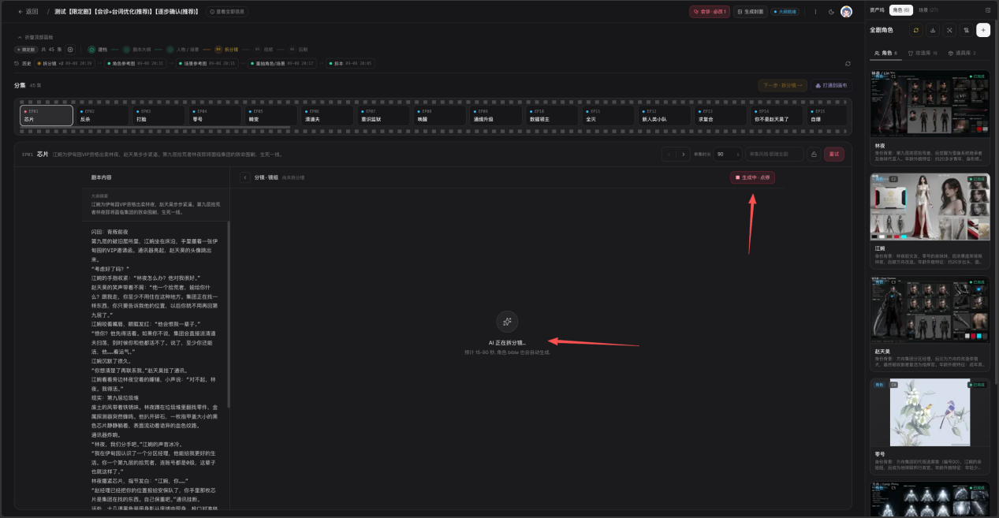 ← 返回 / 测试【限定剧】【会诊+台词优化(推荐)】【逐步确认(推荐)】 查看全部信息
会诊·必改 1 生成封面 大纲就绪
资产坞 角色 (6) 场景 (27)
折叠顶部面板
限定剧 共 45 集 建档 剧本大纲 人物 / 场景 拆分镜 视频 后期
历史 拆分镜 ×2 09-08 20:39 角色参考图 09-08 20:31 场景参考图 09-08 20:31 重抽角色/场景 09-08 20:17 拆本 09-08 20:05
分集 45 集
下一步 · 拆分镜 → 打通到画布
EP01 芯片
EP02 反杀
EP03 打脸
EP04 零号
EP05
EP06 清道夫
EP07 意识监狱
EP08 唤醒
EP09 通缉升级
EP10 数据领主
EP11 全灭
EP12 新人类小队
EP13 求复合
EP14 你不是赵天昊了
EP15 自爆
EP01 芯片 江婉为伊甸园VIP资格出卖林夜,赵天昊步步紧逼,第九层拾荒者林夜即将面临集团的致命围剿,生死一线。
单集时长 90 重试
剧本内容
分镜 · 镜组 尚未拆分镜
生成中 · 点停
大纲摘要
江婉为伊甸园VIP资格出卖林夜,赵天昊步步紧逼。第九层拾荒
者林夜即将面临集团的致命围剿,生死一线。
闪回:背叛前夜
第九层的破旧居所里,江婉坐在床沿,手里攥着一张伊
甸园的VIP邀请函。通讯器亮起,赵天昊的头像跳出
来。
“考虑好了吗?”
江婉的手指收紧:“林夜怎么办?他对我很好。”
赵天昊的笑声带着不屑:“他一个拾荒者,能给你什
么?跟我走,你至少不用住在这种地方。集团正在找一
样东西,你只要告诉我他的位置,以后你就不用再回第
九层了。”
江婉咬着嘴唇,眼眶发红:“他会恨我一辈子。”
“恨你?他先得活着。如果你不说,集团会直接派清道
夫扫荡,到时候你和他都活不了。说了,至少你还能
活,他……看运气。”
江婉沉默了很久。
“你想清楚了再联系我。”赵天昊挂了通讯。
江婉看着旁边林夜空着的睡铺,小声说:“对不起,林
夜。我得活。”
现实:第九层垃圾堆
废土的风带着铁锈味。林夜蹲在垃圾堆里翻找零件,金
属探测器突然蜂鸣。他扒开碎石,一枚指甲盖大小的黑
色芯片静静躺着,表面流动着诡异的血色纹路。
通讯器炸响。
“林夜,我们分手吧。”江婉的声音冰冷。
“我在伊甸园认识了一个分区经理,他能给我更好的生
活。你一个第九层的拾荒者,连账号都是0级,这辈子
也就这样了。”
林夜攥紧芯片,指节发白:“江婉,你……”
“赵经理已经把你的位置报给安保队了,你手里那枚芯
片是集团在找的东西。自己保重吧。”通讯挂断。
AI 正在拆分镜…
预计 15-90 秒,角色 bible 也会自动生成.
全剧角色
角色 6 妆造库 道具库 2
角色 C1 已完成
林夜
角色 C2 已完成
江婉
角色 C3 已完成
赵天昊
角色 C4 已完成
零号
角色 C5 已完成